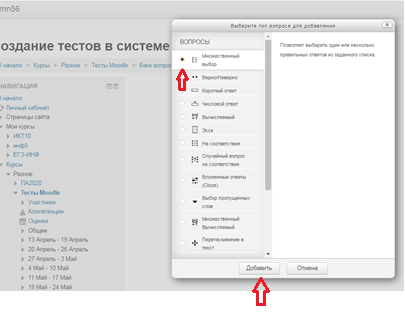 mn56
оздание тестов в системе
В начало ▸ Курсы ▸ Разное ▸ Тесты Moodle ▸ Банк вопросо
НАВИГАЦИЯ
В начало
Личный кабинет
Страницы сайта
Мои курсы
ИКТ10
инф9
ЕГЭ-ИНФ
Курсы
Разное
ПА2020
Тесты Moodle
Участники
Компетенции
Оценки
Общее
13 Апрель - 19 Апрель
20 Апрель - 26 Апрель
27 Апрель - 3 Май
4 Май - 10 Май
11 Май - 17 Май
18 Май - 24 Май
Выберите тип вопроса для добавления
ВОПРОСЫ
Множественный
выбор
Верно/Неверно
Короткий ответ
Числовой ответ
Вычисляемый
Эссе
На соответствие
Случайный вопрос
на соответствие
Вложенные ответы
(Cloze)
Выбор пропущенных
слов
Множественный
Вычисляемый
Перетаскивание в
текст
Позволяет выбирать один или несколько
правильных ответов из заданного списка.
Добавить
Отмена